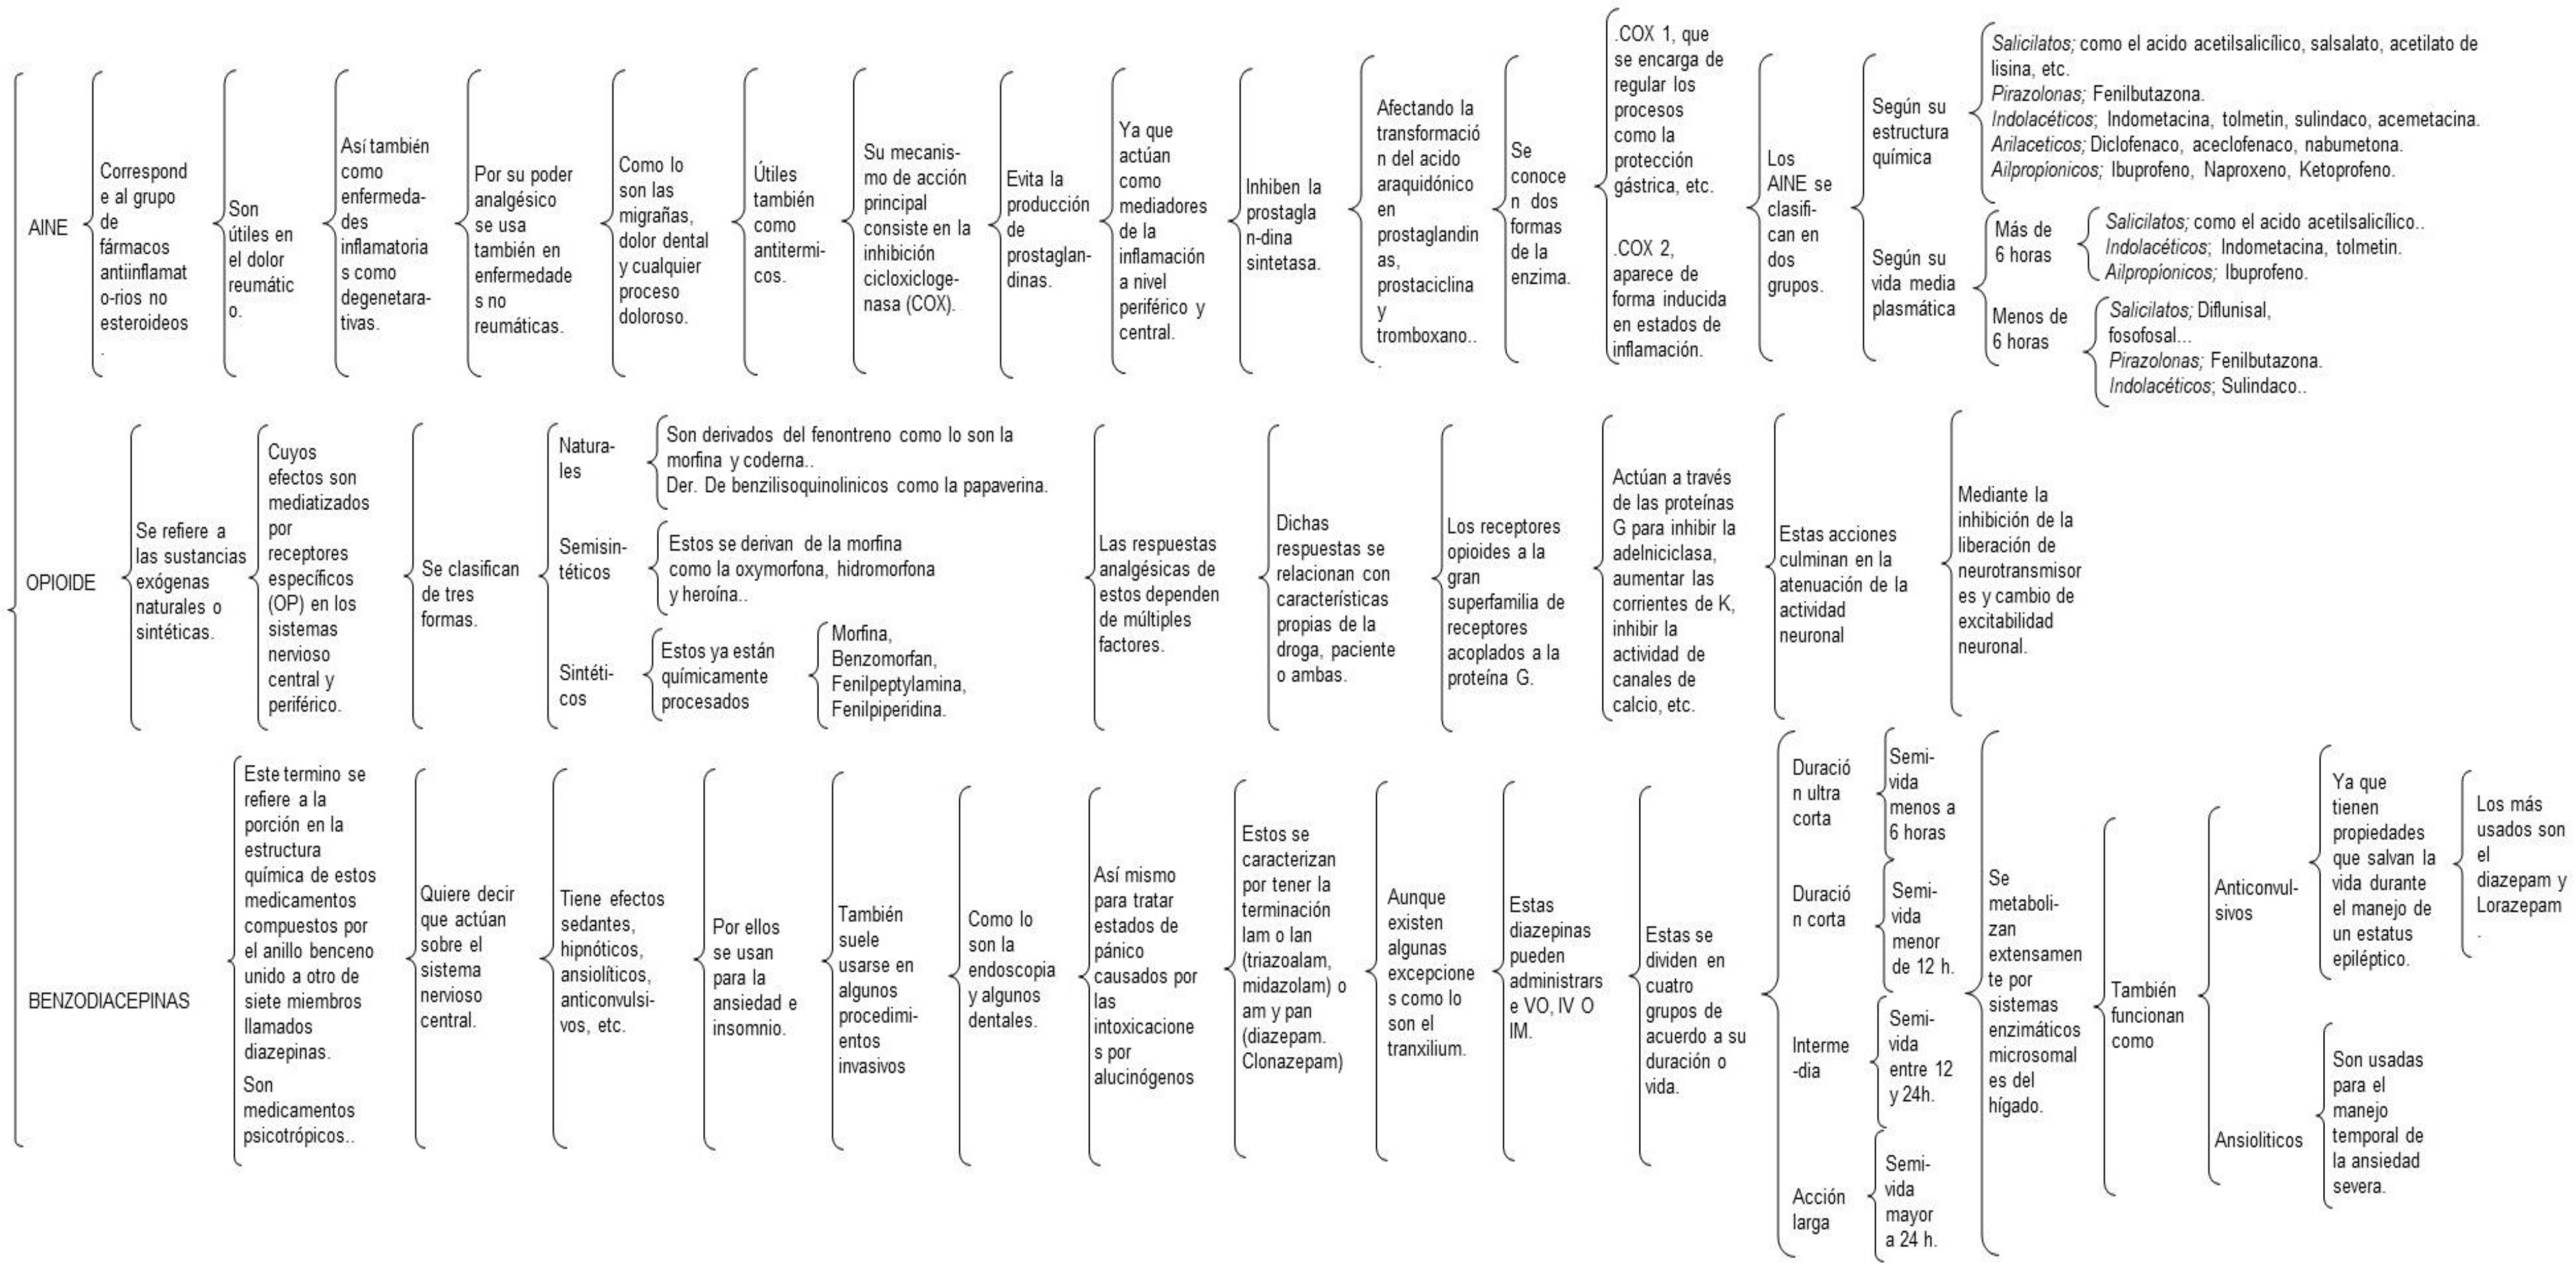 AINE
Correspond
e al grupo
de
fármacos
antiinflamat
o-rios no
esteroideos
.
Son
útiles en
el dolor
reumátic
o.
Así también
como
enfermeda-
des
inflamatoria
s como
degenetara-
tivas.
Por su poder
analgésico
se usa
también en
enfermedade
s no
reumáticas.
Como lo
son las
migrañas,
dolor dental
y cualquier
proceso
doloroso.
Útiles
también
como
antitermi-
cos.
Su mecanis-
mo de acción
principal
consiste en la
inhibición
cicloxicloge-
nasa (COX).
Evita la
producción
de
prostaglan-
dinas.
Ya que
actúan
como
mediadores
de la
inflamación
a nivel
periférico y
central.
Inhiben la
prostagla
n-dina
sintetasa.
Afectando la
transformació
n del acido
araquidónico
en
prostaglandin
as,
prostaciclina
y
tromboxano..
.
Se
conoce
n dos
formas
de la
enzima.
.COX 1, que
se encarga de
regular los
procesos
como la
protección
gástrica, etc.
.COX 2,
aparece de
forma inducida
en estados de
inflamación.
Los
AINE se
clasifi-
can en
dos
grupos.
Según su
estructura
química
Salicilatos; como el acido acetilsalicílico, salsalato, acetilato de
lisina, etc.
Pirazolonas; Fenilbutazona.
Indolacéticos; Indometacina, tolmetin, sulindaco, acemetacina.
Arilaceticos; Diclofenaco, aceclofenaco, nabumetona.
Ailpropíonicos; Ibuprofeno, Naproxeno, Ketoprofeno.
Según su
vida media
plasmática
Más de
6 horas
Salicilatos; como el acido acetilsalicílico..
Indolacéticos; Indometacina, tolmetin.
Ailpropíonicos; Ibuprofeno.
Menos de
6 horas
Salicilatos; Diflunisal,
fosofosal...
Pirazolonas; Fenilbutazona.
Indolacéticos; Sulindaco..
OPIOIDE
Se refiere a
las sustancias
exógenas
naturales o
sintéticas.
Cuyos
efectos son
mediatizados
por
receptores
específicos
(OP) en los
sistemas
nervioso
central y
periférico.
Se clasifican
de tres
formas.
Natura-
les
Son derivados del fenontreno como lo son la
morfina y coderna..
Der. De benzilisoquinolinicos como la papaverina.
Semisin-
téticos
Estos se derivan de la morfina
como la oxymorfona, hidromorfona
y heroína..
Sintéti-
cos
Estos ya están
químicamente
procesados
Morfina,
Benzomorfan,
Fenilpeptylamina,
Fenilpiperidina.
Las respuestas
analgésicas de
estos dependen
de múltiples
factores.
Dichas
respuestas se
relacionan con
características
propias de la
droga, paciente
o ambas.
Los receptores
opioides a la
gran
superfamilia de
receptores
acoplados a la
proteína G.
Actúan a través
de las proteínas
G para inhibir la
adelniciclasa,
aumentar las
corrientes de K,
inhibir la
actividad de
canales de
calcio, etc.
Estas acciones
culminan en la
atenuación de la
actividad
neuronal
Mediante la
inhibición de la
liberación de
neurotransmisor
es y cambio de
excitabilidad
neuronal.
BENZODIACEPINAS
Este termino se
refiere a la
porción en la
estructura
química de estos
medicamentos
compuestos por
el anillo benceno
unido a otro de
siete miembros
llamados
diazepinas.
Son
medicamentos
psicotrópicos..
Quiere decir
que actúan
sobre el
sistema
nervioso
central.
Tiene efectos
sedantes,
hipnóticos,
ansiolíticos,
anticonvulsi-
vos, etc.
Por ellos
se usan
para la
ansiedad e
insomnio.
También
suele
usarse en
algunos
procedimi-
entos
invasivos
Como lo
son la
endoscopia
y algunos
dentales.
Así mismo
para tratar
estados de
pánico
causados por
las
intoxicacione
s por
alucinógenos
Estos se
caracterizan
por tener la
terminación
lam o lan
(triazoalam,
midazolam) o
am y pan
(diazepam.
Clonazepam)
Aunque
existen
algunas
excepcione
s como lo
son el
tranxilium.
Estas
diazepinas
pueden
administrars
e VO, IV O
IM.
Estas se
dividen en
cuatro
grupos de
acuerdo a su
duración o
vida.
Duració
n ultra
corta
Semi-
vida
menos a
6 horas
Duració
n corta
Semi-
vida
menor
de 12 h.
Interme
-dia
Semi-
vida
entre 12
y 24h.
Acción
larga
Semi-
vida
mayor
a 24 h.
Se
metaboli-
zan
extensamen
te por
sistemas
enzimáticos
microsomal
es del
hígado.
También
funcionan
como
Anticonvul-
sivos
Ya que
tienen
propiedades
que salvan la
vida durante
el manejo de
un estatus
epiléptico.
Los más
usados son
el
diazepam y
Lorazepam
.
Ansioliticos
Son usadas
para el
manejo
temporal de
la ansiedad
severa.